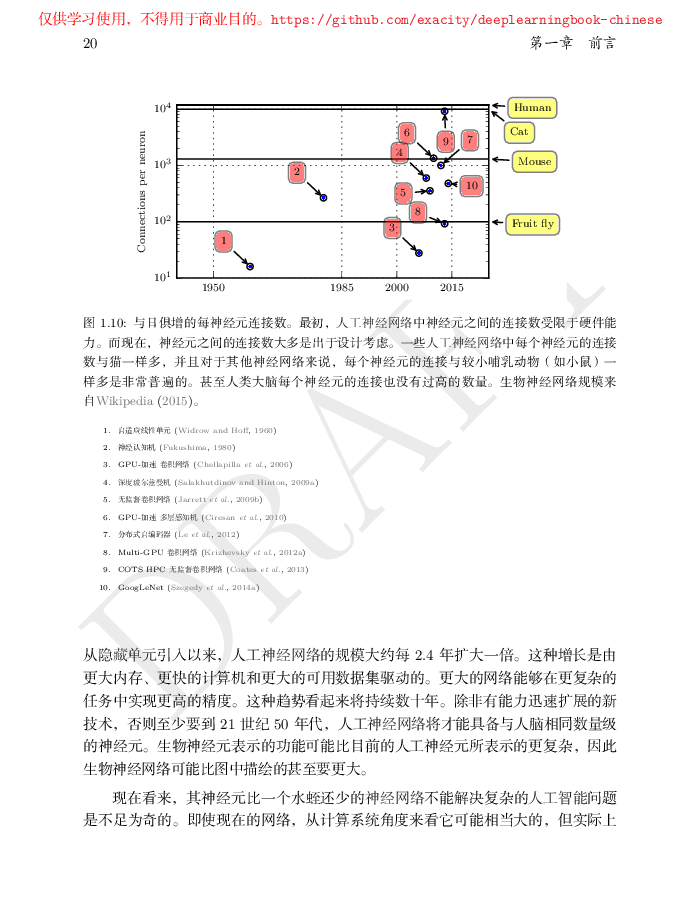 仅供学习使用，不得用于商业目的。https://github.com/exacity/deeplearningbook-chinese
20 第一章 前言
10⁴
10³
10²
10¹
Connections per neuron
1950 1985 2000 2015
1
2
3
4
5
6
7
8
9
10
Human
Cat
Mouse
Fruit fly
图 1.10: 与日俱增的每神经元连接数。最初，人工神经网络中神经元之间的连接数受限于硬件能
力。而现在，神经元之间的连接数大多是出于设计考虑。一些人工神经网络中每个神经元的连接
数与猫一样多，并且对于其他神经网络来说，每个神经元的连接与较小哺乳动物（如小鼠）一
样多是非常普遍的。甚至人类大脑每个神经元的连接也没有过高的数量。生物神经网络规模来
自Wikipedia (2015)。
1. 自适应线性单元 (Widrow and Hoff, 1960)
2. 神经认知机 (Fukushima, 1980)
3. GPU-加速 卷积网络 (Chellapilla et al., 2006)
4. 深度玻尔兹曼机 (Salakhutdinov and Hinton, 2009a)
5. 无监督卷积网络 (Jarrett et al., 2009b)
6. GPU-加速 多层感知机 (Ciresan et al., 2010)
7. 分布式自编码器 (Le et al., 2012)
8. Multi-GPU 卷积网络 (Krizhevsky et al., 2012a)
9. COTS HPC 无监督卷积网络 (Coates et al., 2013)
10. GoogLeNet (Szegedy et al., 2014a)
从隐藏单元引入以来，人工神经网络的规模大约每 2.4 年扩大一倍。这种增长是由
更大内存、更快的计算机和更大的可用数据集驱动的。更大的网络能够在更复杂的
任务中实现更高的精度。这种趋势看起来将持续数十年。除非有能力迅速扩展的新
技术，否则至少要到 21 世纪 50 年代，人工神经网络将才能具备与人脑相同数量级
的神经元。生物神经元表示的功能可能比目前的人工神经元所表示的更复杂，因此
生物神经网络可能比图中描绘的甚至要更大。
现在看来，其神经元比一个水蛭还少的神经网络不能解决复杂的人工智能问题
是不足为奇的。即使现在的网络，从计算系统角度来看它可能相当大的，但实际上
DRAFT